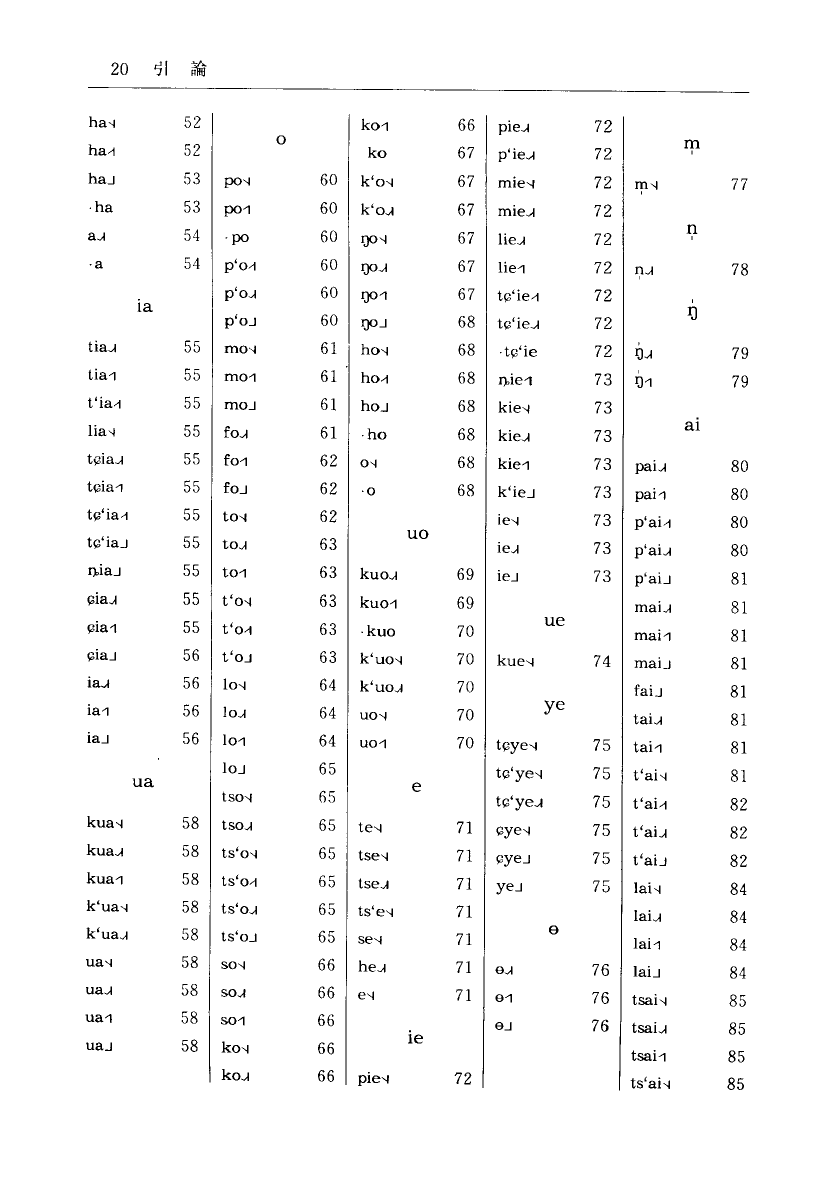 20 引 論
ha˦ 52
ha˩˧ 52
ha˩ 53
·ha 53
a˦˨ 54
·a 54
ia
tia˦˨ 55
tia˧˥ 55
t‘ia˩˧ 55
lia˦ 55
tɕia˦˨ 55
tɕia˧˥ 55
tɕ‘ia˩˧ 55
tɕ‘ia˩ 55
ȵia˩ 55
ɕia˦˨ 55
ɕia˧˥ 55
ɕia˩ 56
ia˦˨ 56
ia˧˥ 56
ia˩ 56
ua
kua˦ 58
kua˦˨ 58
kua˧˥ 58
k‘ua˦ 58
k‘ua˦˨ 58
ua˦ 58
ua˦˨ 58
ua˧˥ 58
ua˩ 58
o
po˦ 60
po˧˥ 60
·po 60
p‘o˩˧ 60
p‘o˦˨ 60
p‘o˩ 60
mo˦ 61
mo˧˥ 61
mo˩ 61
fo˦˨ 61
fo˧˥ 62
fo˩ 62
to˦ 62
to˦˨ 63
to˧˥ 63
t‘o˦ 63
t‘o˩˧ 63
t‘o˩ 63
lo˦ 64
lo˦˨ 64
lo˧˥ 64
lo˩ 65
tso˦ 65
tso˦˨ 65
ts‘o˦ 65
ts‘o˩˧ 65
ts‘o˦˨ 65
ts‘o˩ 65
so˦ 66
so˦˨ 66
so˧˥ 66
ko˦ 66
ko˦˨ 66
ko˧˥ 66
ko 67
k‘o˦ 67
k‘o˦˨ 67
ŋo˦ 67
ŋo˦˨ 67
ŋo˧˥ 67
ŋo˩ 68
ho˦ 68
ho˩˧ 68
ho˩ 68
·ho 68
o˦ 68
·o 68
uo
kuo˦˨ 69
kuo˧˥ 69
·kuo 70
k‘uo˦ 70
k‘uo˦˨ 70
uo˦ 70
uo˧˥ 70
e
te˦ 71
tse˦ 71
tse˦˨ 71
ts‘e˦ 71
se˦ 71
he˦˨ 71
e˦ 71
ie
pie˦ 72
pie˦˨ 72
p‘ie˦˨ 72
mie˦ 72
mie˦˨ 72
lie˦˨ 72
lie˧˥ 72
tɕ‘ie˩˧ 72
tɕ‘ie˦˨ 72
·tɕ‘ie 72
ȵie˧˥ 73
kie˦ 73
kie˦˨ 73
kie˧˥ 73
k‘ie˩ 73
ie˦ 73
ie˦˨ 73
ie˩ 73
ue
kue˦ 74
ye
tɕye˦ 75
tɕ‘ye˦ 75
tɕ‘ye˦˨ 75
ɕye˦ 75
ɕye˩ 75
ye˩ 75
ɵ
ɵ˦˨ 76
ɵ˧˥ 76
ɵ˩ 76
m̩
m̩˦ 77
n̩
n̩˦˨ 78
ŋ̍
ŋ̍˦˨ 79
ŋ̍˧˥ 79
ai
pai˦˨ 80
pai˧˥ 80
p‘ai˩˧ 80
p‘ai˦˨ 80
p‘ai˩ 81
mai˦˨ 81
mai˧˥ 81
mai˩ 81
fai˩ 81
tai˦˨ 81
tai˧˥ 81
t‘ai˦ 81
t‘ai˩˧ 82
t‘ai˦˨ 82
t‘ai˩ 82
lai˦ 84
lai˦˨ 84
lai˧˥ 84
lai˩ 84
tsai˦ 85
tsai˦˨ 85
tsai˧˥ 85
ts‘ai˦ 85